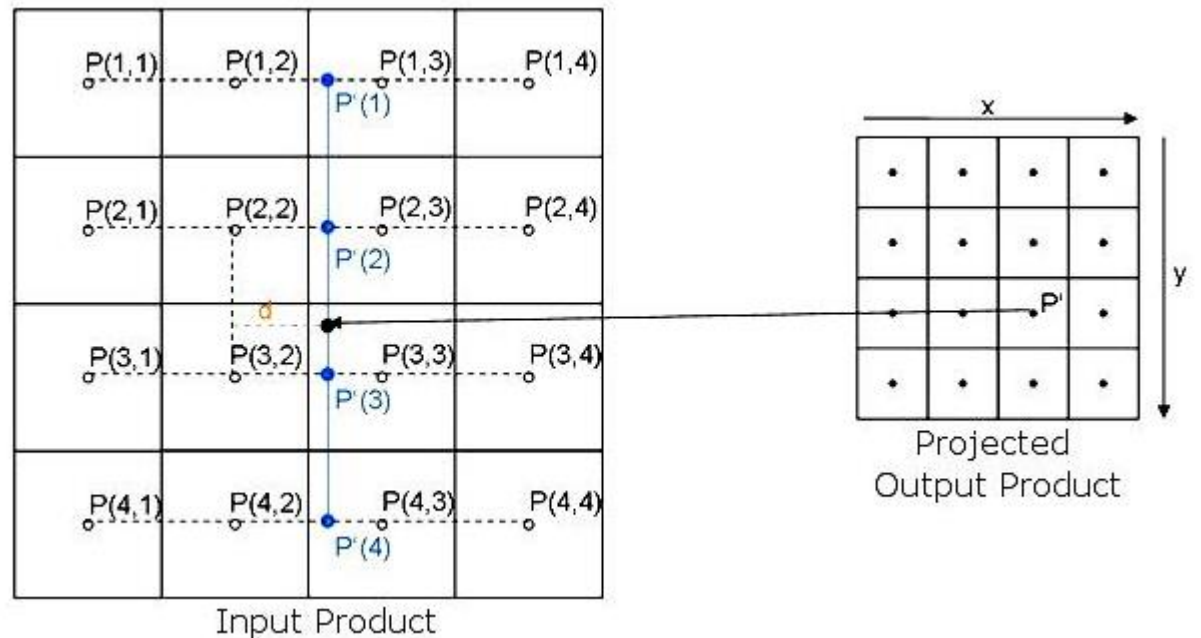 P(1,1) P(1,2) P(1,3) P(1,4)
P'(1)
x
P(2,1) P(2,2) P(2,3) P(2,4)
P'(2)
y
d
P'
P(3,1) P(3,2) P(3,3) P(3,4)
P'(3)
Projected
Output Product
P(4,1) P(4,2) P(4,3) P(4,4)
P'(4)
Input Product